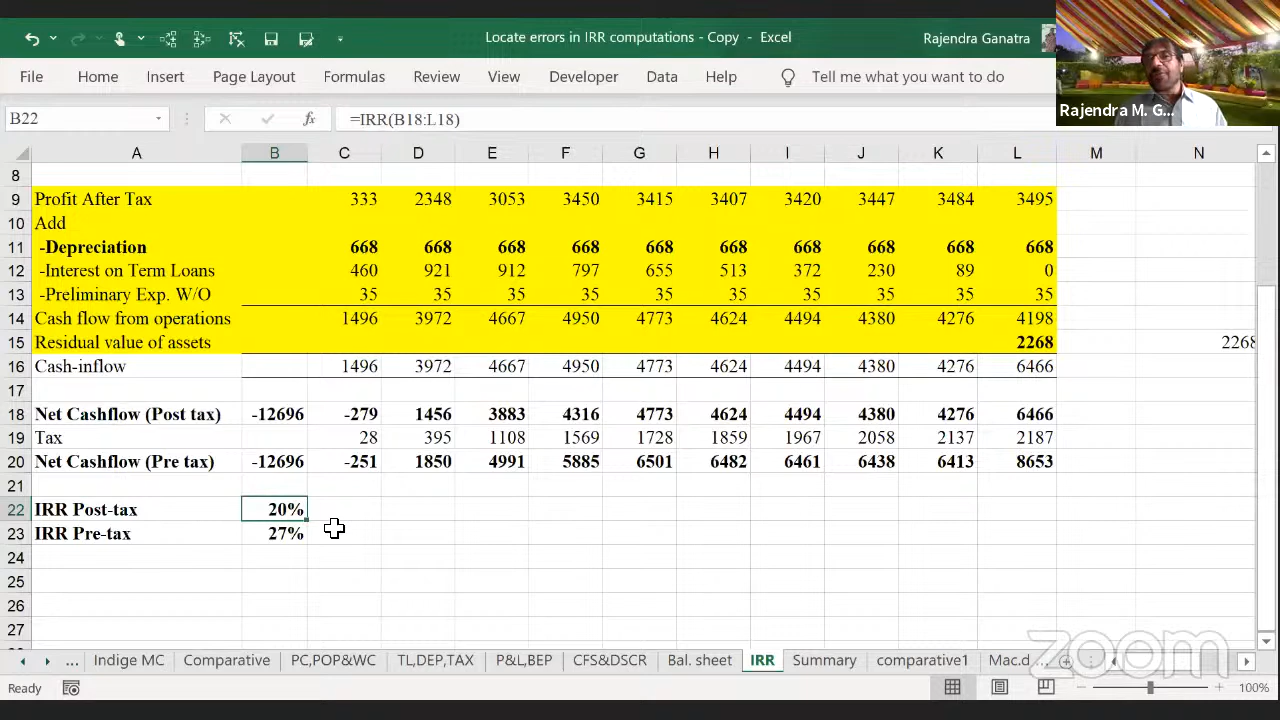 Locate errors in IRR computations - Copy - Excel
Rajendra Ganatra
File Home Insert Page Layout Formulas Data Review View Developer Data Help Tell me what you want to do
Rajendra M. G...
B22 fx =IRR(B18:L18)
A B C D E F G H I J K L M N
8
9 Profit After Tax 333 2348 3053 3450 3415 3407 3420 3447 3484 3495
10 Add
11 -Depreciation 668 668 668 668 668 668 668 668 668 668
12 -Interest on Term Loans 460 921 912 797 655 513 372 230 89 0
13 -Preliminary Exp. W/O 35 35 35 35 35 35 35 35 35 35
14 Cash flow from operations 1496 3972 4667 4950 4773 4624 4494 4380 4276 4198
15 Residual value of assets 2268 2268
16 Cash-inflow 1496 3972 4667 4950 4773 4624 4494 4380 4276 6466
17
18 Net Cashflow (Post tax) -12696 -279 1456 3883 4316 4773 4624 4494 4380 4276 6466
19 Tax 28 395 1108 1569 1728 1859 1967 2058 2137 2187
20 Net Cashflow (Pre tax) -12696 -251 1850 4991 5885 6501 6482 6461 6438 6413 8653
21
22 IRR Post-tax 20%
23 IRR Pre-tax 27%
24
25
26
27
... Indige MC Comparative PC,POP&WC TL,DEP,TAX P&L,BEP CFS&DSCR Bal. sheet IRR Summary comparative1 Mac.d ...
zoom
Ready 100%